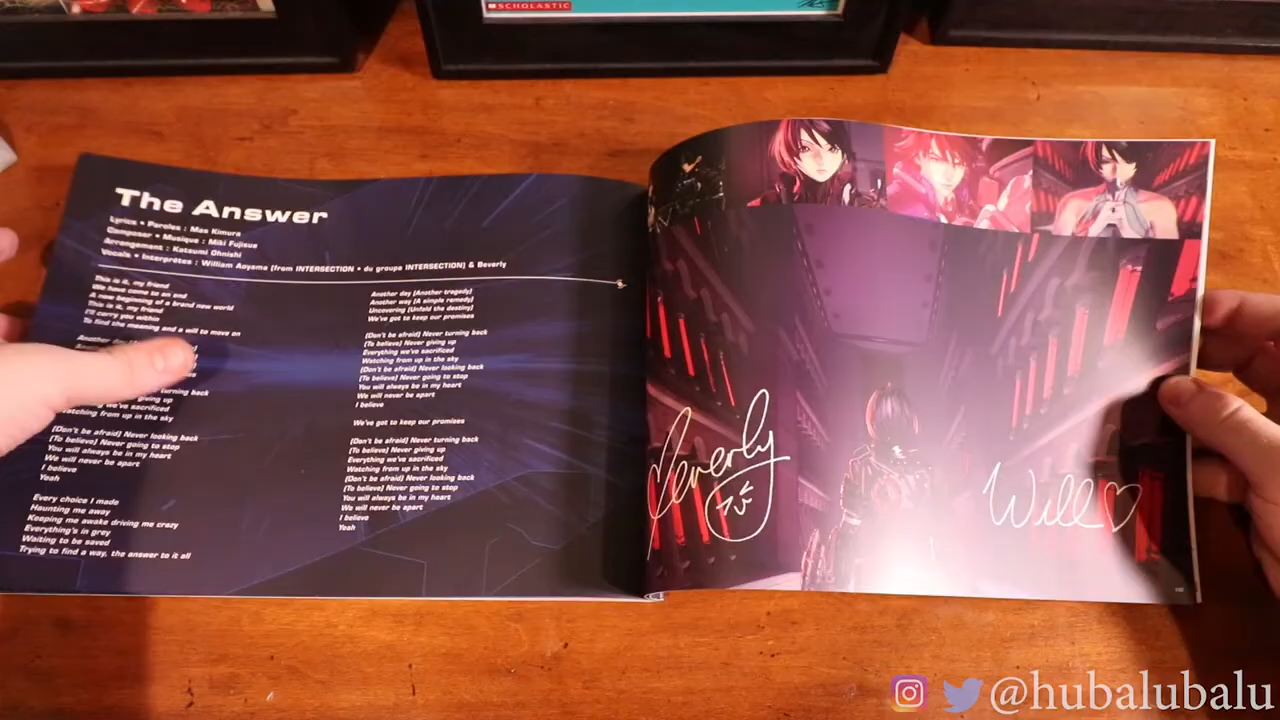 SCHOLASTIC
The Answer
Lyrics • Paroles : Mae Kimura
Composer • Musique : Miki Fujisue
Arrangement : Katsumi Ohnishi
Vocals • Interprètes : William Aoyama (from INTERSECTION • du groupe INTERSECTION) & Beverly
This is it, my friend
We have come to an end
A new beginning of a brand new world
This is it, my friend
I'll carry you within
To find the meaning and a will to move on
Another day
turning back
giving up
we've sacrificed
Watching from up in the sky
(Don't be afraid) Never looking back
(To believe) Never going to stop
You will always be in my heart
We will never be apart
I believe
Yeah
Every choice I made
Haunting me away
Keeping me awake driving me crazy
Everything's in grey
Waiting to be saved
Trying to find a way, the answer to it all
Another day (Another tragedy)
Another way (A simple remedy)
Uncovering (Unfold the destiny)
We've got to keep our promises
(Don't be afraid) Never turning back
(To believe) Never giving up
Everything we've sacrificed
Watching from up in the sky
(Don't be afraid) Never looking back
(To believe) Never going to stop
You will always be in my heart
We will never be apart
I believe
We've got to keep our promises
(Don't be afraid) Never turning back
(To believe) Never giving up
Everything we've sacrificed
Watching from up in the sky
(Don't be afraid) Never looking back
(To believe) Never going to stop
You will always be in my heart
We will never be apart
I believe
Yeah
Beverly
Will♡
@hubalubalu